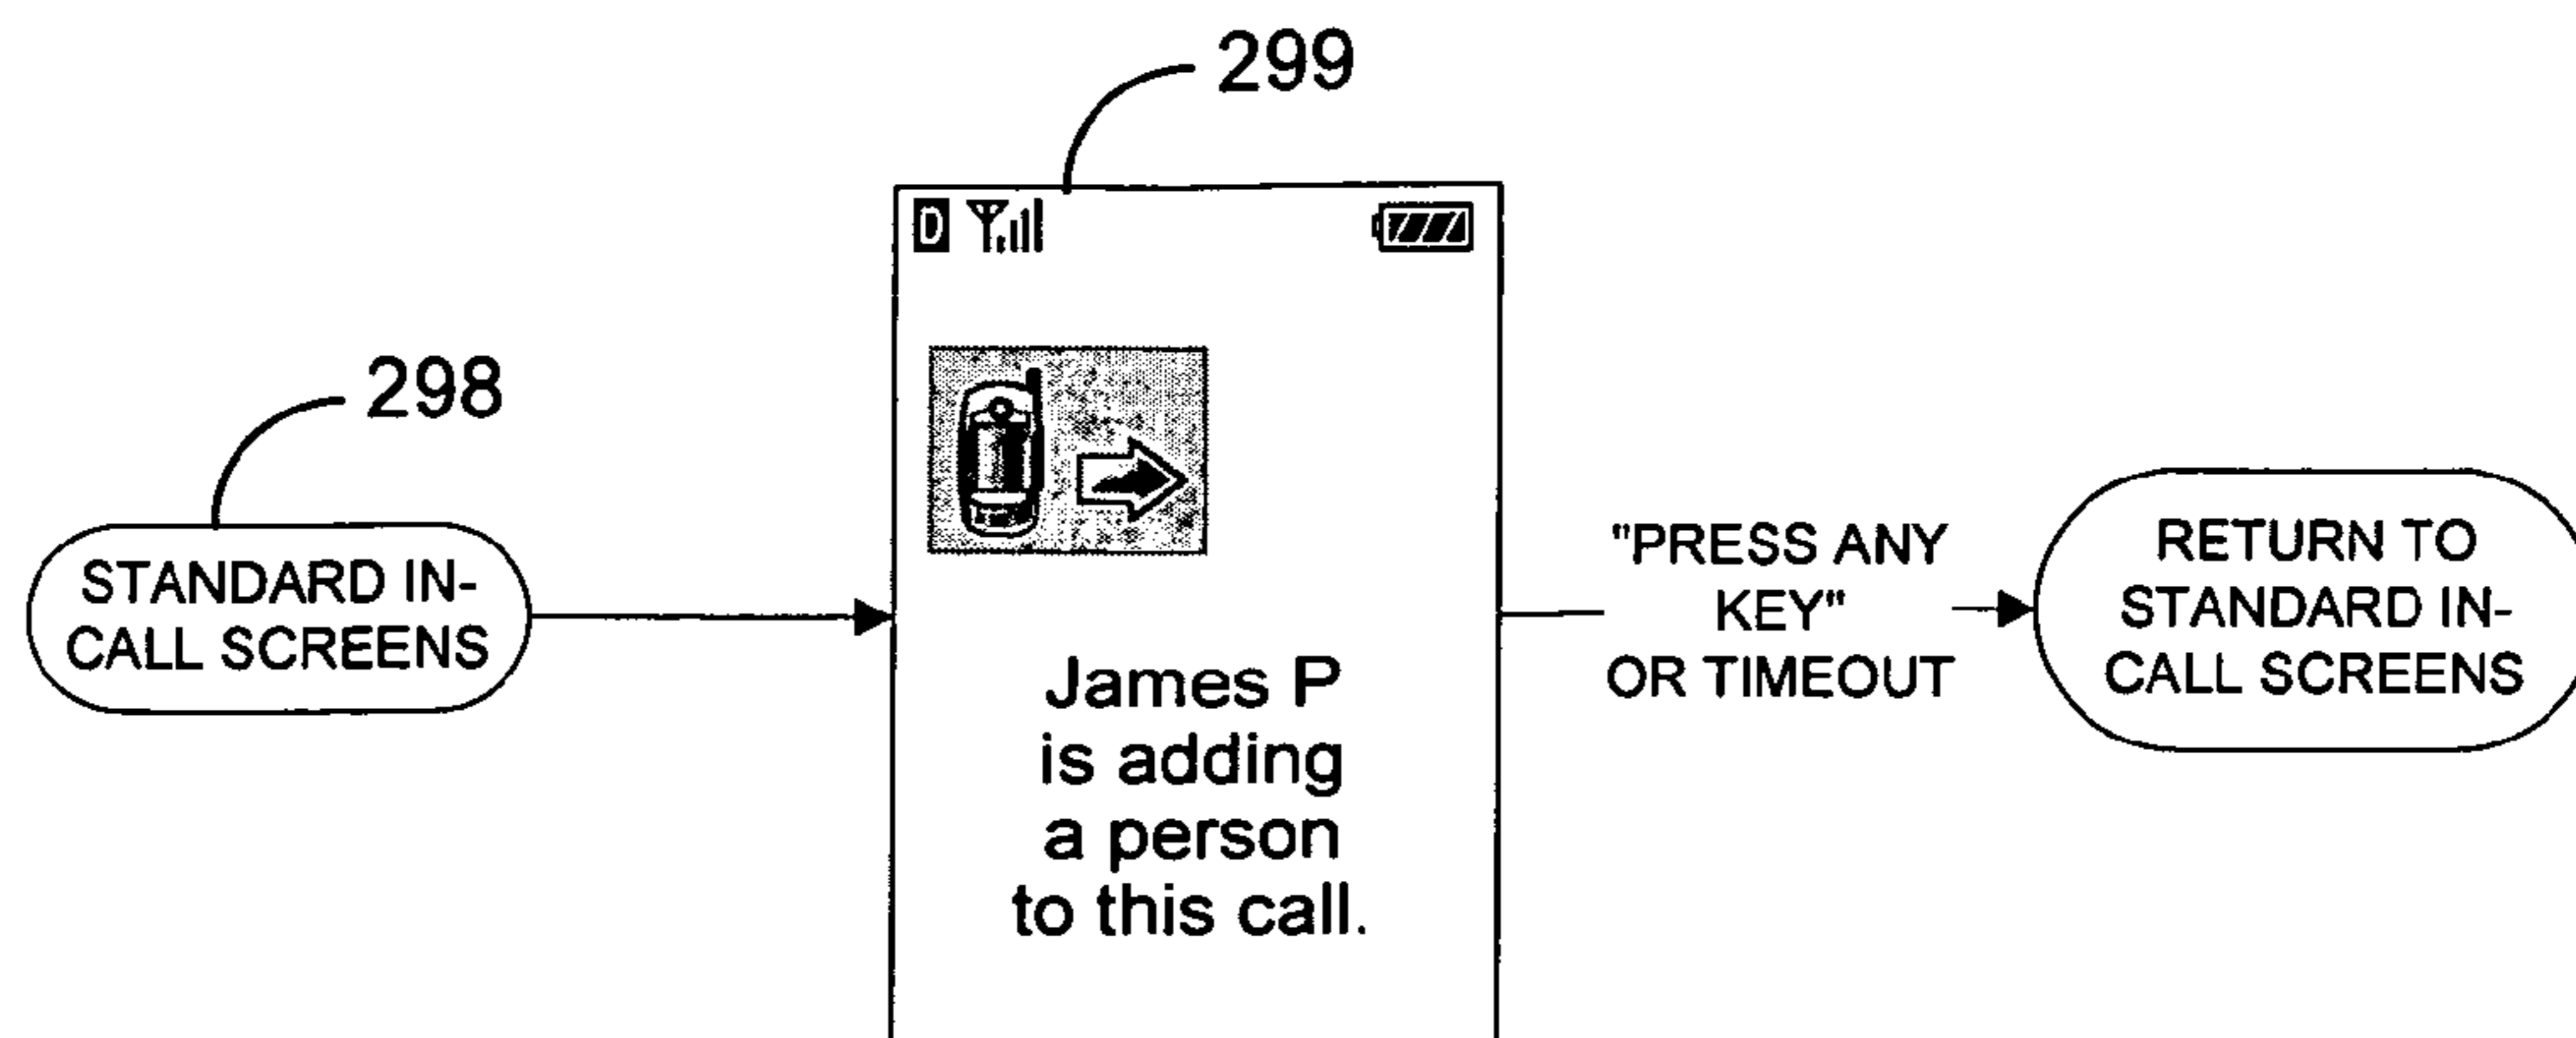 299
D
298
STANDARD IN-
CALL SCREENS
James P
is adding
a person
to this call.
"PRESS ANY
KEY"
OR TIMEOUT
RETURN TO
STANDARD IN-
CALL SCREENS